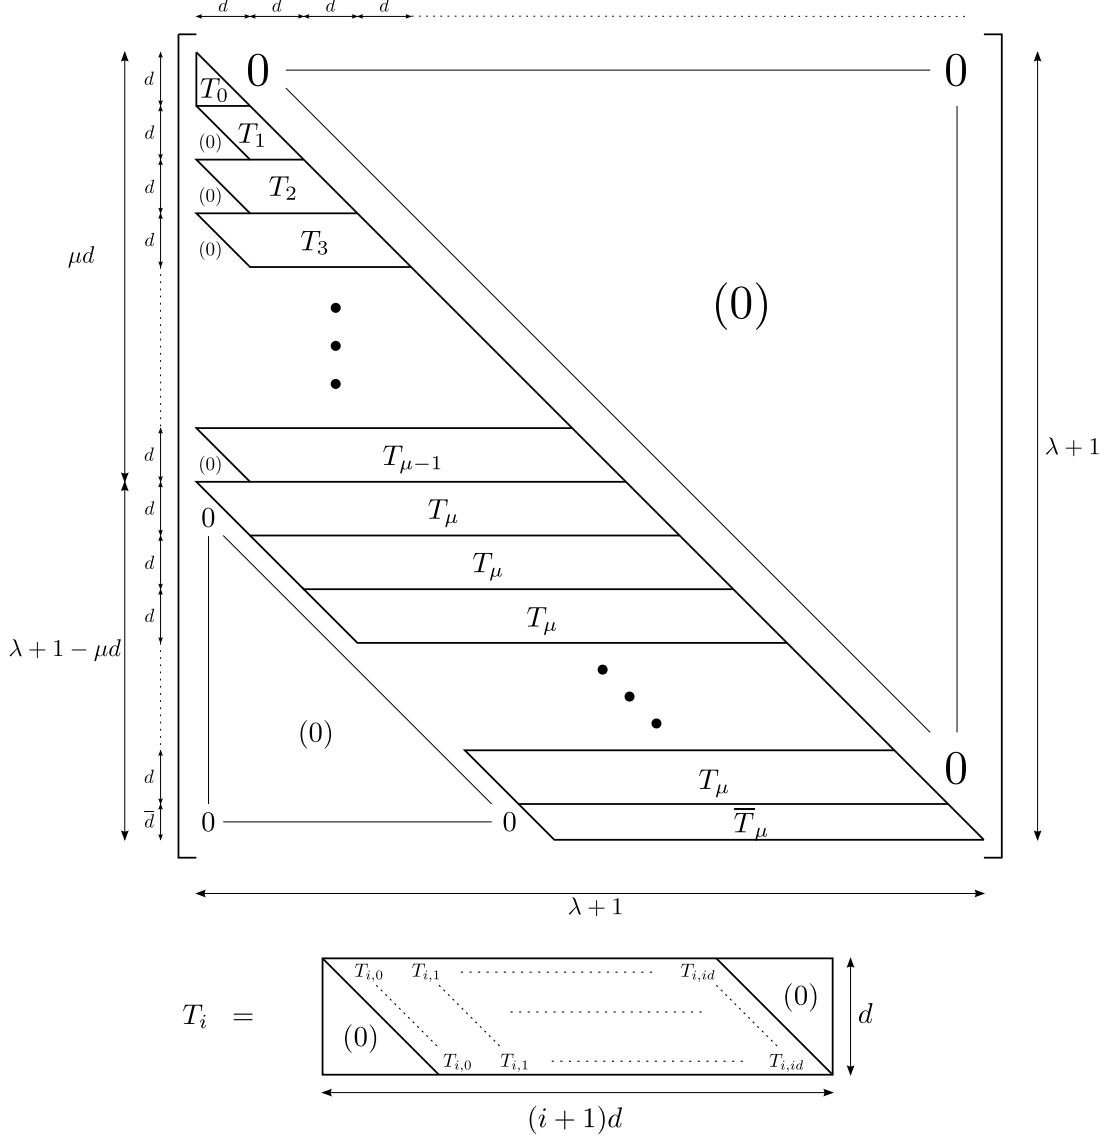 d d d d
d T_0 0 0
d (0) T_1
d (0) T_2
d (0) T_3
μd
(0)
d (0) T_{μ−1}
λ + 1
d 0 T_μ
d T_μ
d T_μ
λ + 1 − μd
(0)
d T_μ 0
d̅ 0 0 T̅_μ
λ + 1
T_{i,0} T_{i,1} T_{i,id}
(0)
T_i = d
(0)
T_{i,0} T_{i,1} T_{i,id}
(i + 1)d